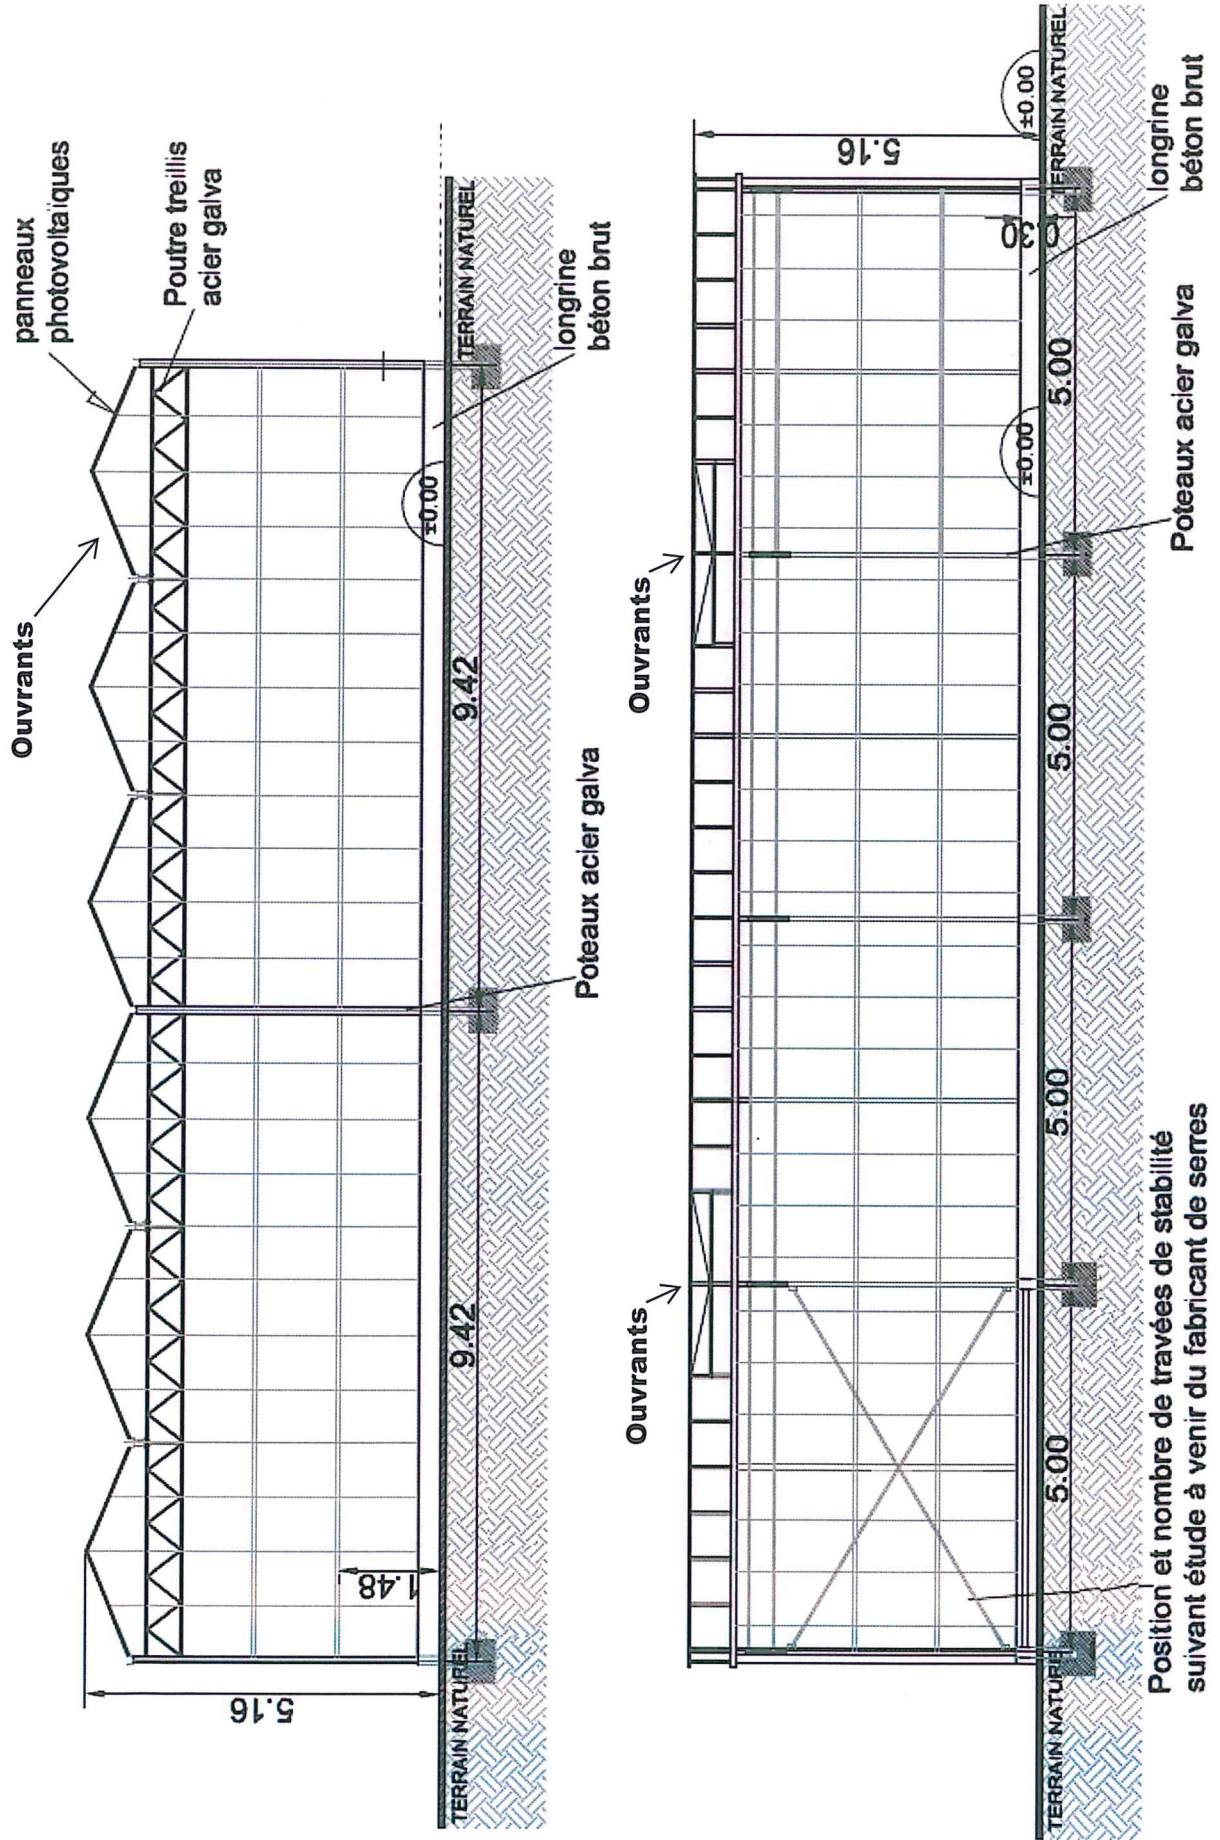 Ouvrants
panneaux
photovoltaïques
Poutre treillis
acier galva
5.16
1.48
±0.00
TERRAIN NATUREL
TERRAIN NATUREL
9.42
9.42
longrine
béton brut
Poteaux acier galva
Ouvrants
Ouvrants
5.16
0.30
±0.00
±0.00
TERRAIN NATUREL
TERRAIN NATUREL
5.00
5.00
5.00
5.00
longrine
béton brut
Poteaux acier galva
Position et nombre de travées de stabilité
suivant étude à venir du fabricant de serres